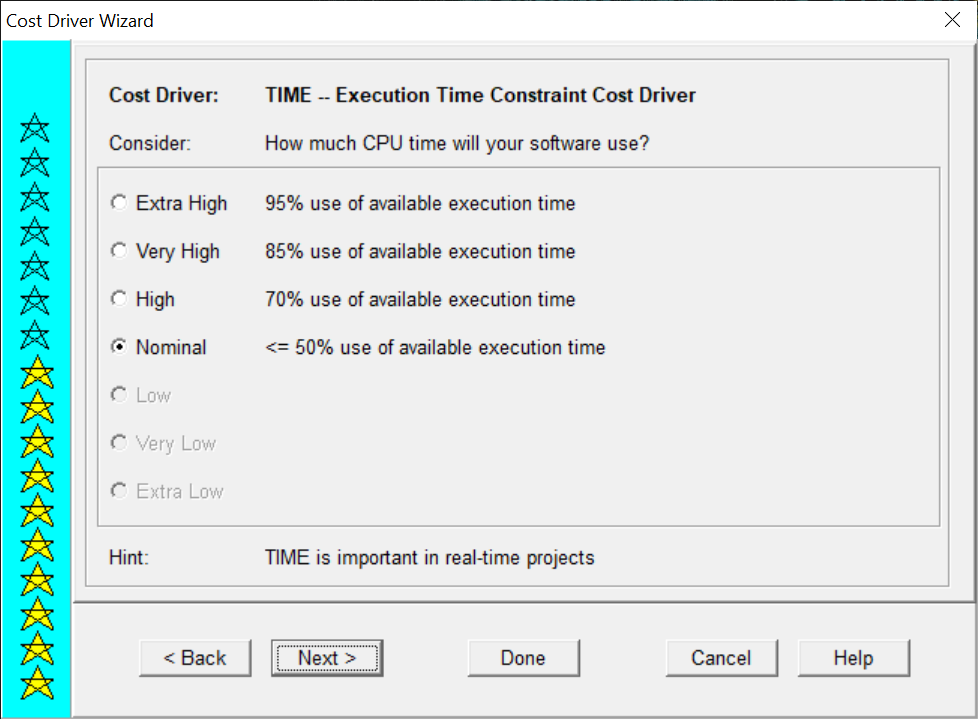 Cost Driver Wizard
Cost Driver: TIME -- Execution Time Constraint Cost Driver
Consider: How much CPU time will your software use?
Extra High 95% use of available execution time
Very High 85% use of available execution time
High 70% use of available execution time
Nominal <= 50% use of available execution time
Low
Very Low
Extra Low
Hint: TIME is important in real-time projects
< Back Next > Done Cancel Help